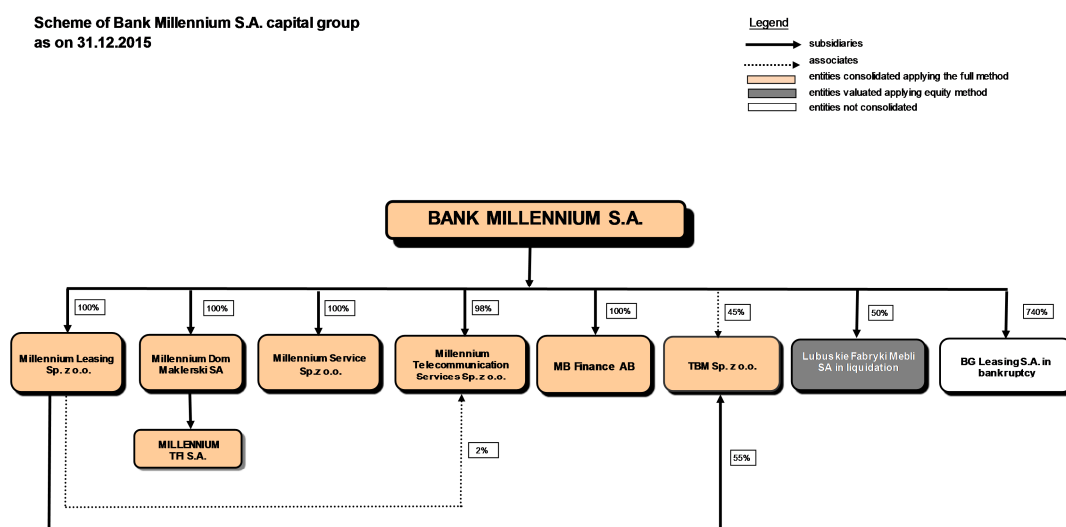 Scheme of Bank Millennium S.A. capital group
as on 31.12.2015
Legend
subsidiaries
associates
entities consolidated applying the full method
entities valuated applying equity method
entities not consolidated
BANK MILLENNIUM S.A.
100%
100%
100%
98%
100%
45%
50%
740%
Millennium Leasing
Sp. z o.o.
Millennium Dom
Maklerski SA
Millennium Service
Sp.z o.o.
Millennium
Telecommunication
Services Sp. z o.o.
MB Finance AB
TBM Sp. z o.o.
Lubuskie Fabryki Mebli
SA in liquidation
BG Leasing S.A. in
bankruptcy
MILLENNIUM
TFI S.A.
2%
55%